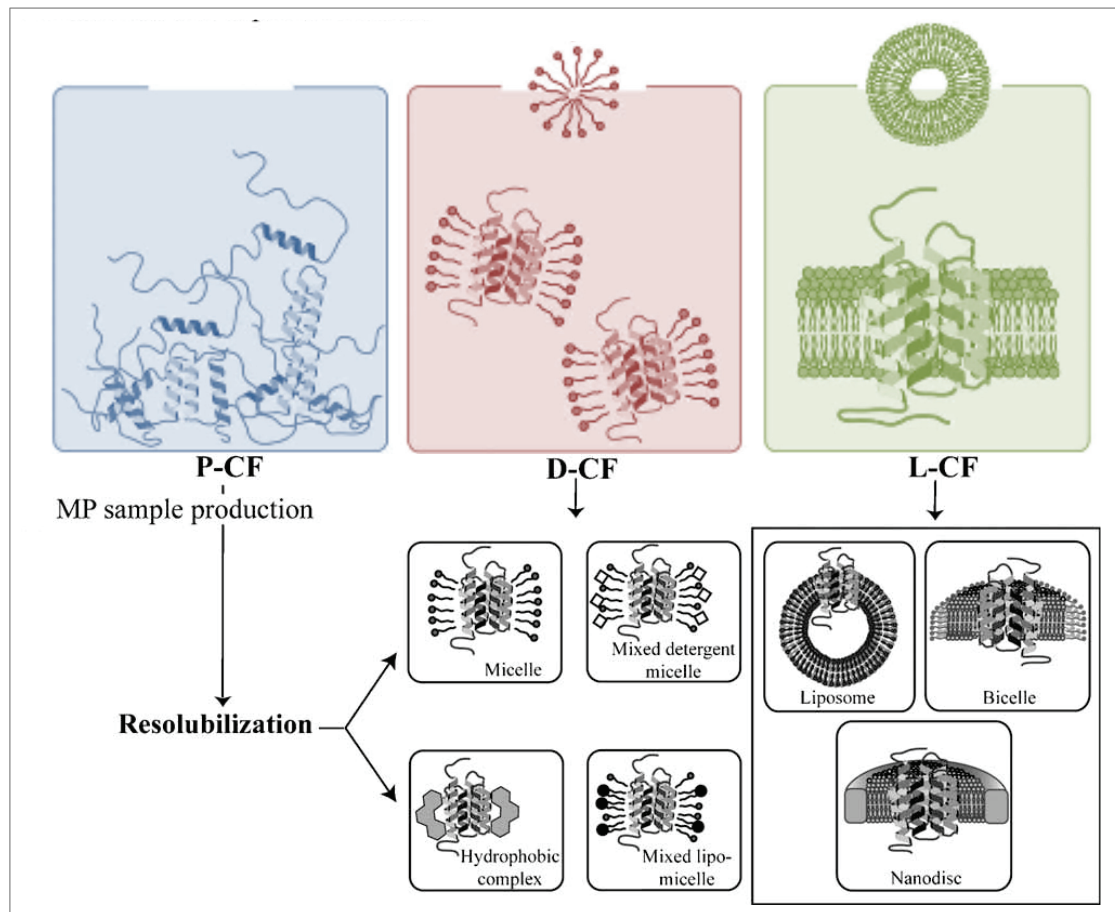 P-CF
D-CF
L-CF
MP sample production
Resolubilization
Micelle
Mixed detergent
micelle
Hydrophobic
complex
Mixed lipo-
micelle
Liposome
Bicelle
Nanodisc